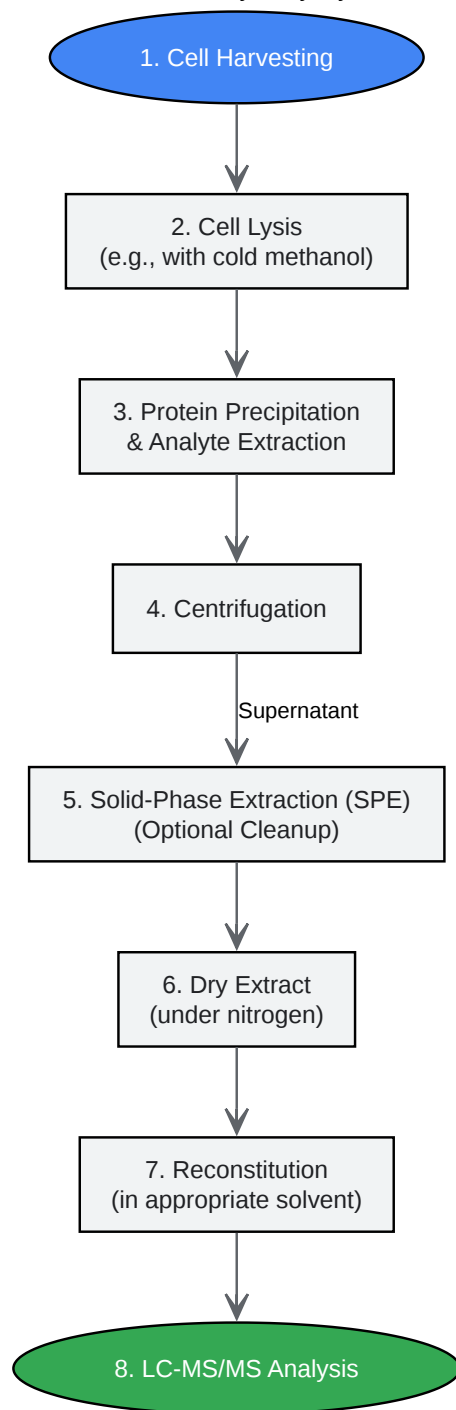 1. Cell Harvesting
2. Cell Lysis
(e.g., with cold methanol)
3. Protein Precipitation
& Analyte Extraction
4. Centrifugation
Supernatant
5. Solid-Phase Extraction (SPE)
(Optional Cleanup)
6. Dry Extract
(under nitrogen)
7. Reconstitution
(in appropriate solvent)
8. LC-MS/MS Analysis